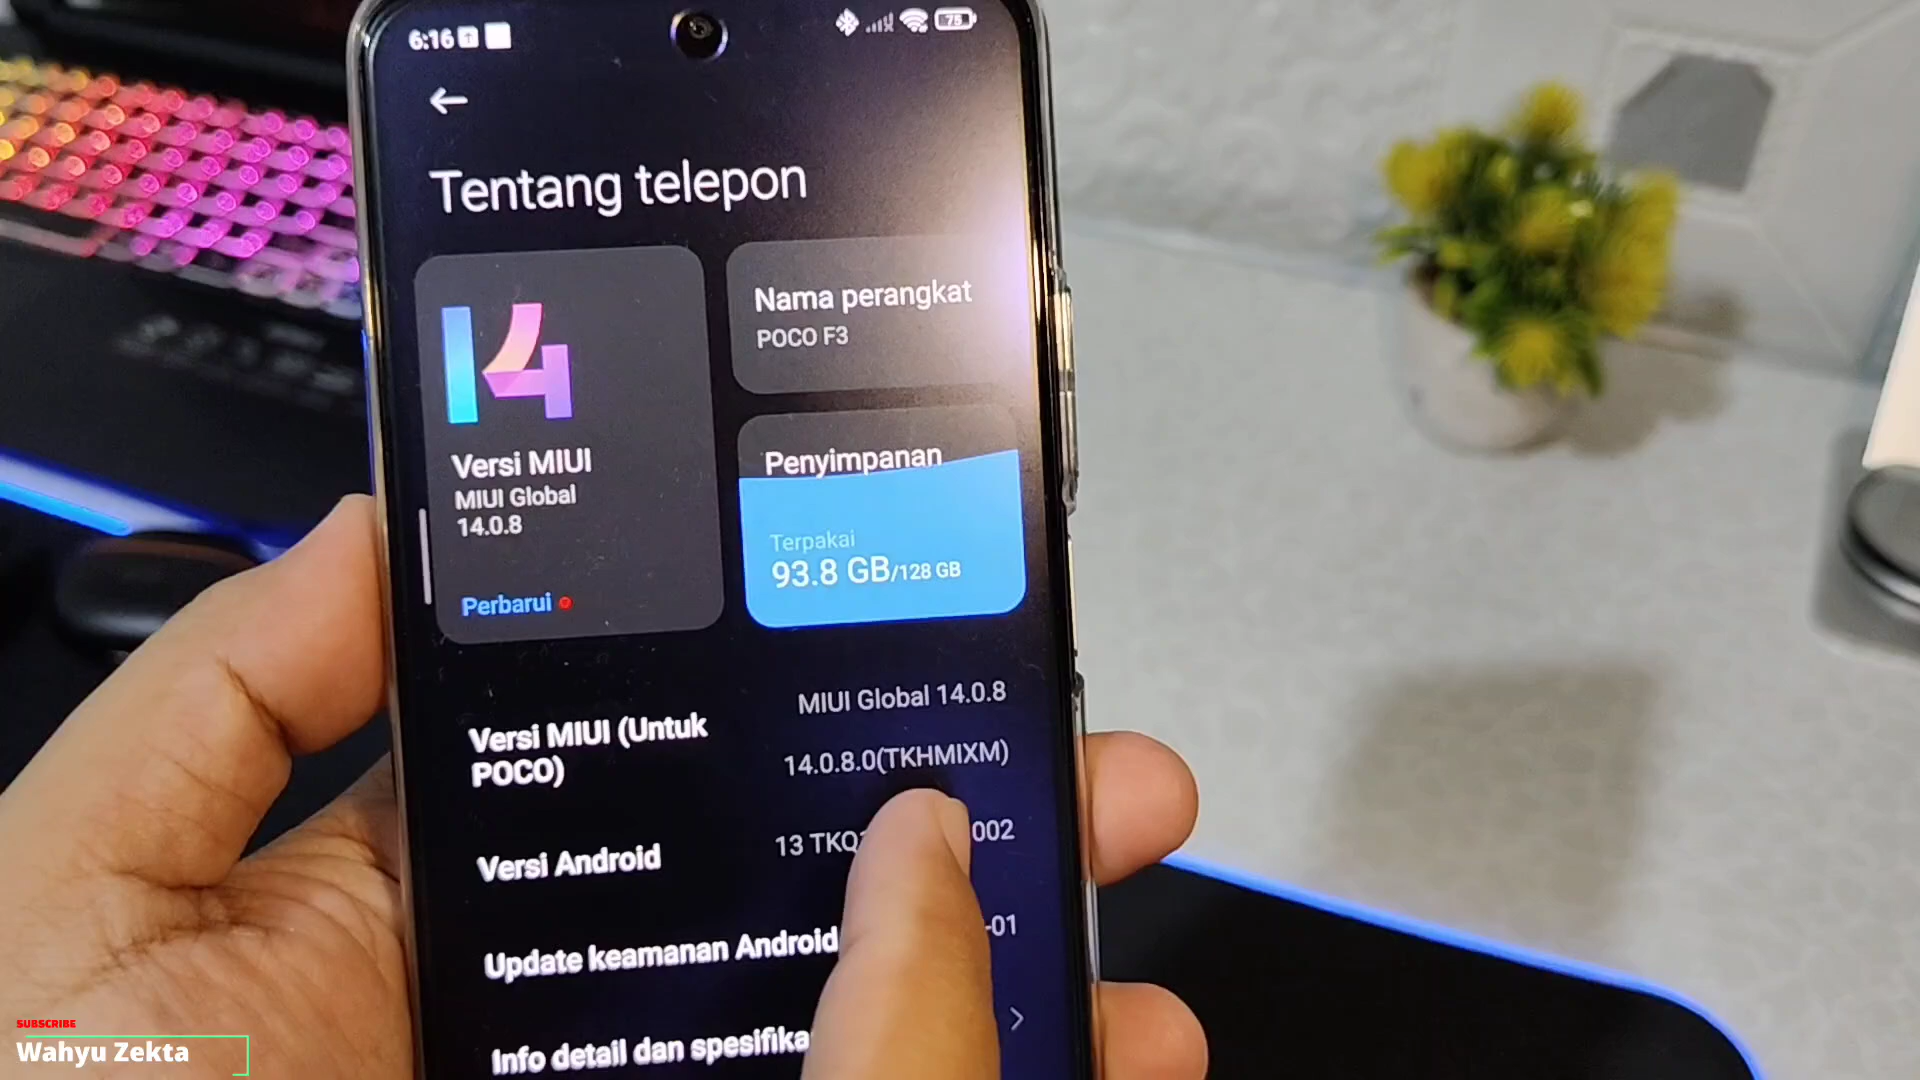 6:16
75
Tentang telepon
14
Versi MIUI
MIUI Global
14.0.8
Perbarui
Nama perangkat
POCO F3
Penyimpanan
Terpakai
93.8 GB/128 GB
Versi MIUI (Untuk
POCO)
MIUI Global 14.0.8
14.0.8.0(TKHMIXM)
Versi Android
13 TKQ
002
Update keamanan Android
-01
Info detail dan spesifika
SUBSCRIBE
Wahyu Zekta